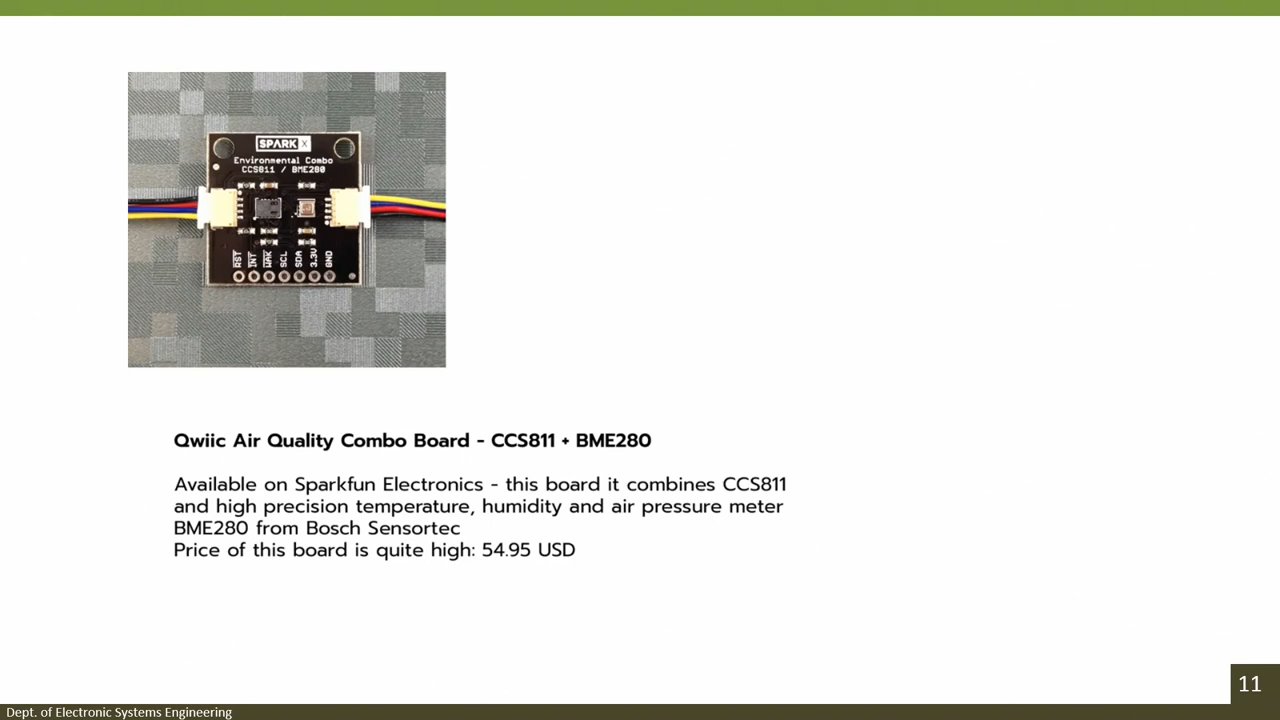 SPARK X
Environmental Combo
CCS811 / BME280
RST INT WAK SCL SDA 3.3V GND
Qwiic Air Quality Combo Board - CCS811 + BME280
Available on Sparkfun Electronics - this board it combines CCS811
and high precision temperature, humidity and air pressure meter
BME280 from Bosch Sensortec
Price of this board is quite high: 54.95 USD
11
Dept. of Electronic Systems Engineering